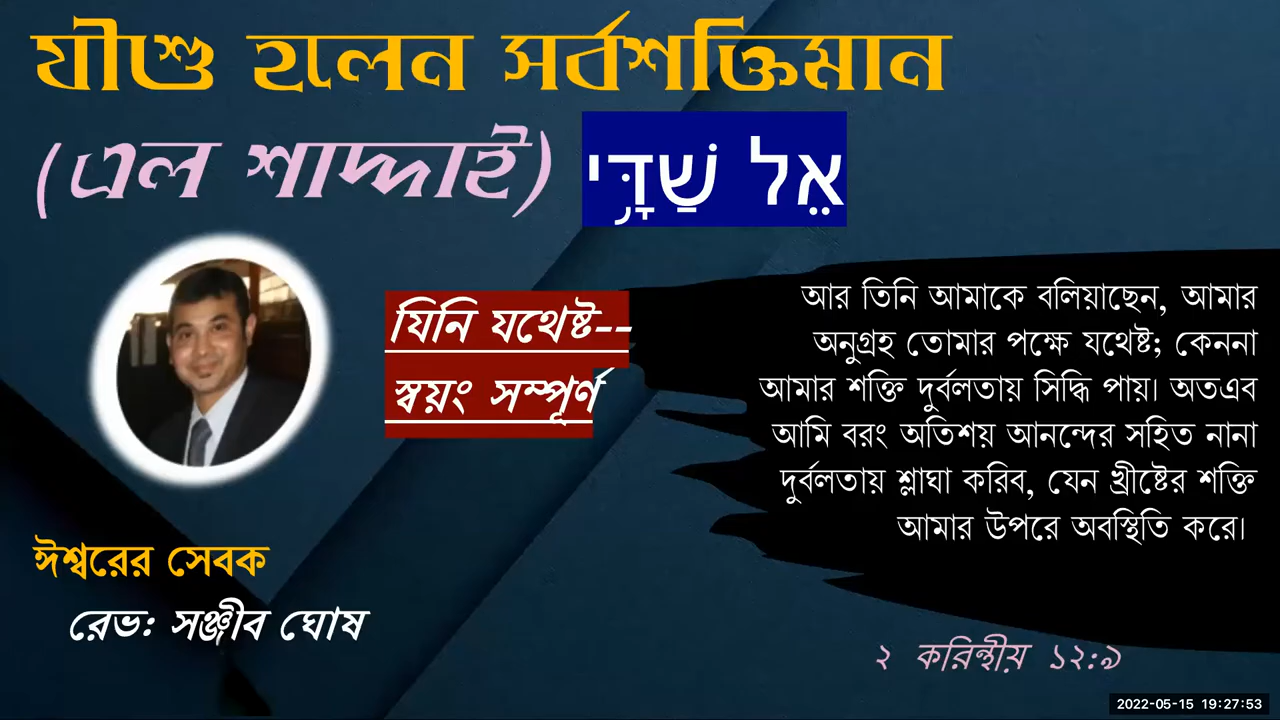 যীশু হলেন সর্বশক্তিমান
(এল শাদ্দাই) אֵל שַׁדָּ֑י
যিনি যথেষ্ট--
স্বয়ং সম্পূর্ণ
আর তিনি আমাকে বলিয়াছেন, আমার
অনুগ্রহ তোমার পক্ষে যথেষ্ট; কেননা
আমার শক্তি দুর্বলতায় সিদ্ধি পায়। অতএব
আমি বরং অতিশয় আনন্দের সহিত নানা
দুর্বলতায় শ্লাঘা করিব, যেন খ্রীষ্টের শক্তি
আমার উপরে অবস্থিতি করে।
২ করিন্থীয় ১২:৯
ঈশ্বরের সেবক
রেভ: সঞ্জীব ঘোষ
2022-05-15 19:27:53